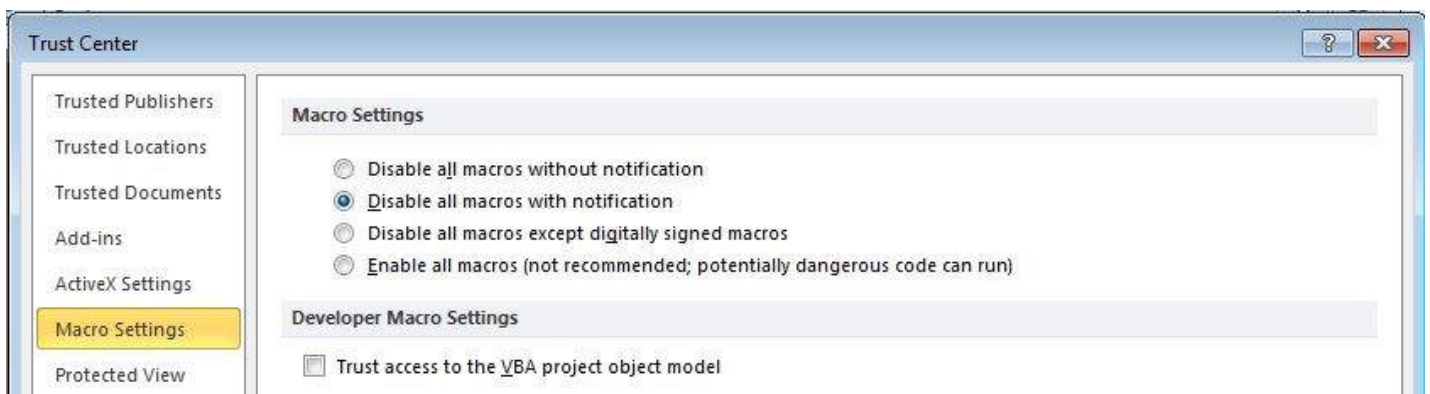 Trust Center
Trusted Publishers
Trusted Locations
Trusted Documents
Add-ins
ActiveX Settings
Macro Settings
Protected View
Macro Settings
Disable all macros without notification
Disable all macros with notification
Disable all macros except digitally signed macros
Enable all macros (not recommended; potentially dangerous code can run)
Developer Macro Settings
Trust access to the VBA project object model